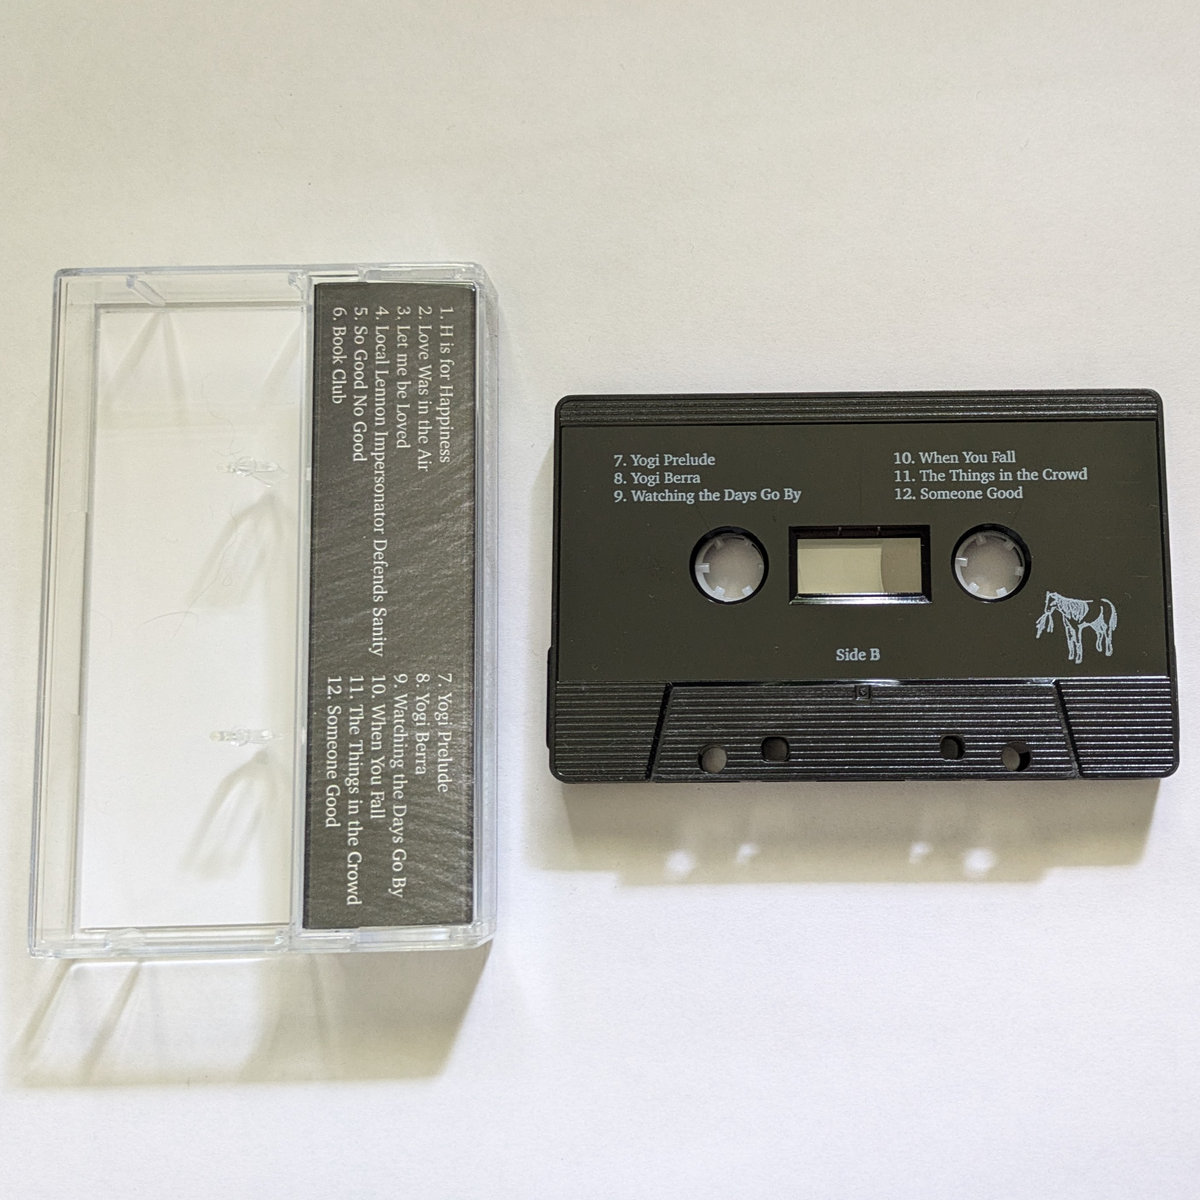 1. H is for Happiness
2. Love Was in the Air
3, Let me be Loved
4. Local Lennon Impersonator Defends Sanity
5. So Good No Good
6. Book Club
7. Yogi Prelude
8. Yogi Berra
9. Watching the Days Go By
10. When You Fall
11. The Things in the Crowd
12. Someone Good
7. Yogi Prelude
8. Yogi Berra
9. Watching the Days Go By
10. When You Fall
11. The Things in the Crowd
12. Someone Good
Side B